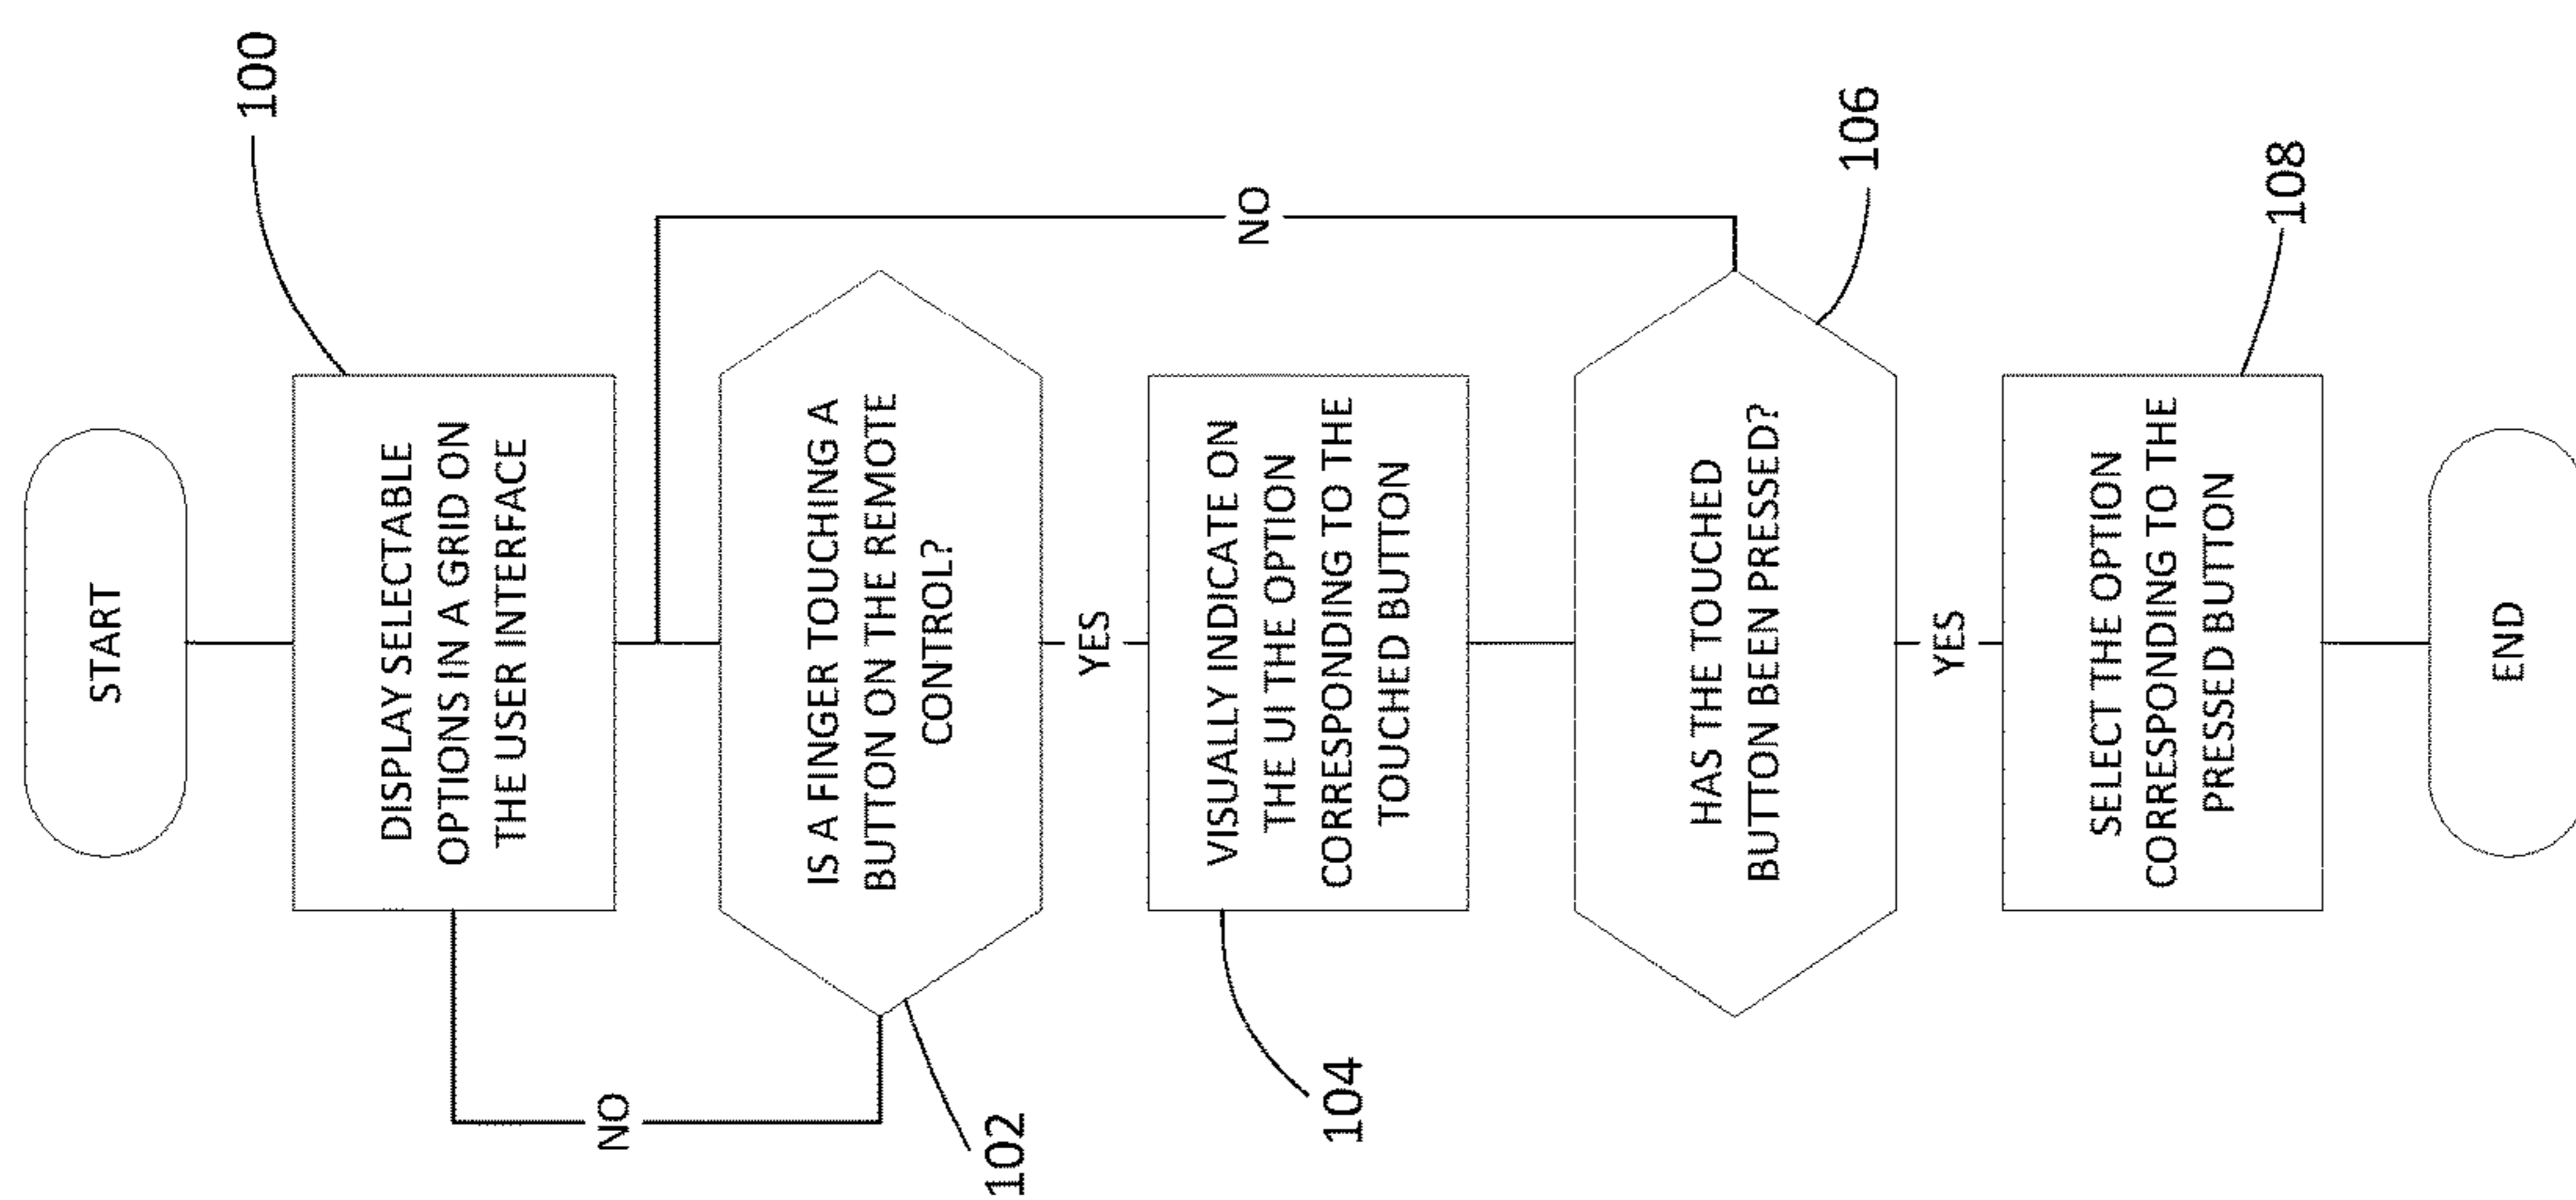 START
100
DISPLAY SELECTABLE
OPTIONS IN A GRID ON
THE USER INTERFACE
NO
IS A FINGER TOUCHING A
BUTTON ON THE REMOTE
CONTROL?
102
YES
VISUALLY INDICATE ON
THE UI THE OPTION
CORRESPONDING TO THE
TOUCHED BUTTON
104
NO
HAS THE TOUCHED
BUTTON BEEN PRESSED?
106
YES
SELECT THE OPTION
CORRESPONDING TO THE
PRESSED BUTTON
108
END